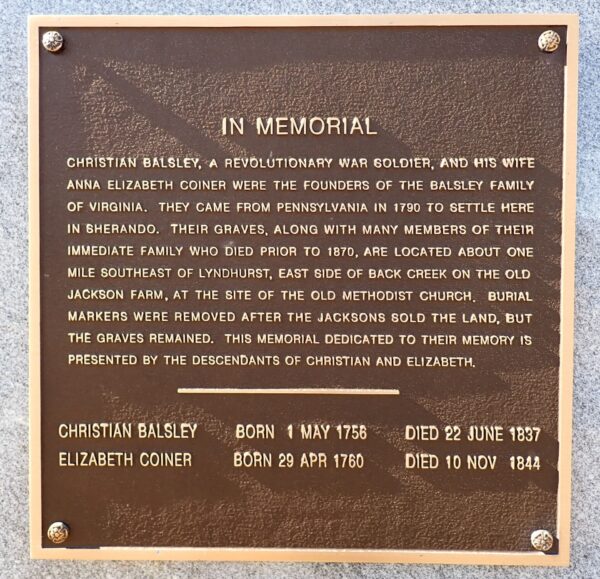 IN MEMORIAL
CHRISTIAN BALSLEY, A REVOLUTIONARY WAR SOLDIER, AND HIS WIFE
ANNA ELIZABETH COINER WERE THE FOUNDERS OF THE BALSLEY FAMILY
OF VIRGINIA. THEY CAME FROM PENNSYLVANIA IN 1790 TO SETTLE HERE
IN SHERANDO. THEIR GRAVES, ALONG WITH MANY MEMBERS OF THEIR
IMMEDIATE FAMILY WHO DIED PRIOR TO 1870, ARE LOCATED ABOUT ONE
MILE SOUTHEAST OF LYNDHURST, EAST SIDE OF BACK CREEK ON THE OLD
JACKSON FARM, AT THE SITE OF THE OLD METHODIST CHURCH. BURIAL
MARKERS WERE REMOVED AFTER THE JACKSONS SOLD THE LAND, BUT
THE GRAVES REMAINED. THIS MEMORIAL DEDICATED TO THEIR MEMORY IS
PRESENTED BY THE DESCENDANTS OF CHRISTIAN AND ELIZABETH.
CHRISTIAN BALSLEY BORN 1 MAY 1756 DIED 22 JUNE 1837
ELIZABETH COINER BORN 29 APR 1760 DIED 10 NOV 1844